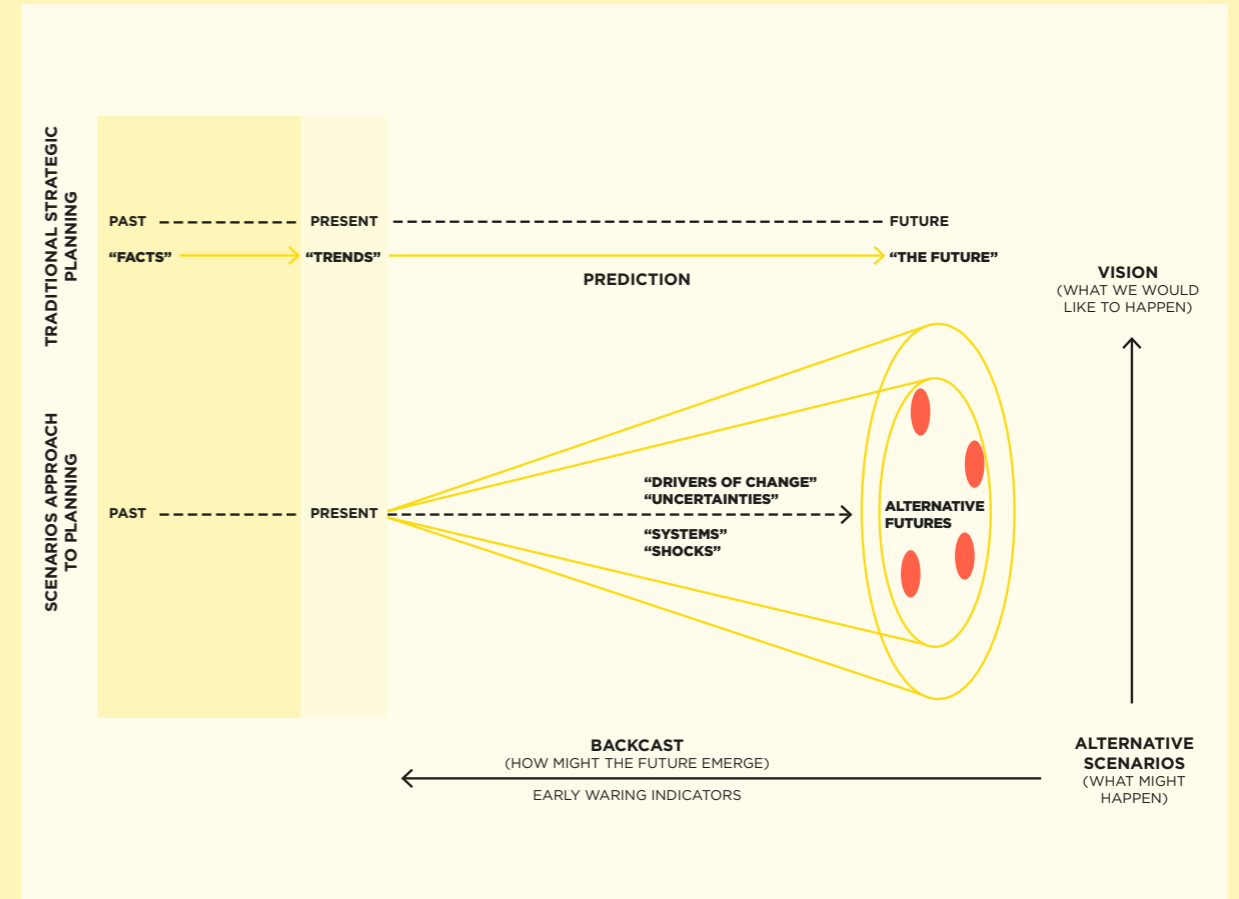 TRADITIONAL STRATEGIC
PLANNING
PAST
PRESENT
FUTURE
“FACTS”
“TRENDS”
“THE FUTURE”
PREDICTION
VISION
(WHAT WE WOULD
LIKE TO HAPPEN)
SCENARIOS APPROACH
TO PLANNING
PAST
PRESENT
“DRIVERS OF CHANGE”
“UNCERTAINTIES”
“SYSTEMS”
“SHOCKS”
ALTERNATIVE
FUTURES
BACKCAST
(HOW MIGHT THE FUTURE EMERGE)
EARLY WARING INDICATORS
ALTERNATIVE
SCENARIOS
(WHAT MIGHT
HAPPEN)